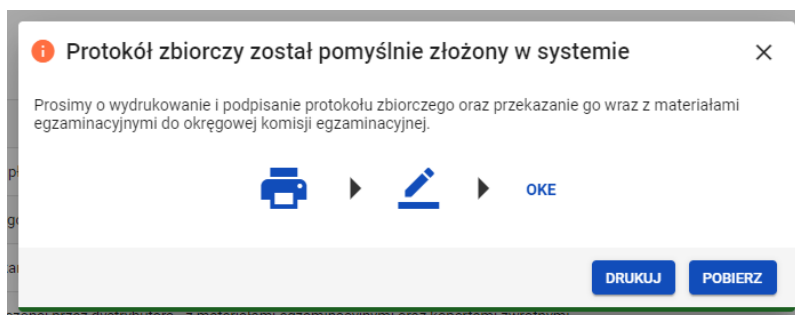 Protokół zbiorczy został pomyślnie złożony w systemie
Prosimy o wydrukowanie i podpisanie protokołu zbiorczego oraz przekazanie go wraz z materiałami
egzaminacyjnymi do okręgowej komisji egzaminacyjnej.
OKE
DRUKUJ POBIERZ